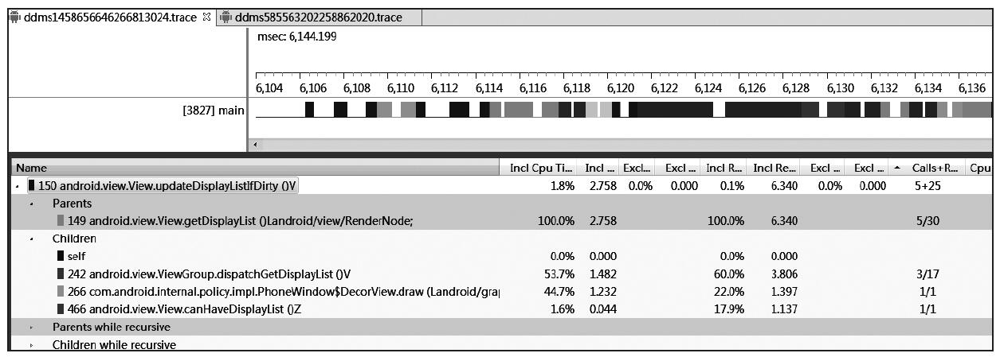 ddms1458656646266813024.trace ddms585563202258862020.trace
msec: 6,144.199
6,104 6,106 6,108 6,110 6,112 6,114 6,116 6,118 6,120 6,122 6,124 6,126 6,128 6,130 6,132 6,134 6,136
[3827] main
Name Incl Cpu Ti... Incl ... Excl... Excl ... Incl R... Incl Re... Excl ... Excl ... Calls+R... Cpu
150 android.view.View.updateDisplayListIfDirty ()V 1.8% 2.758 0.0% 0.000 0.1% 6.340 0.0% 0.000 5+25
Parents
149 android.view.View.getDisplayList ()Landroid/view/RenderNode; 100.0% 2.758 100.0% 6.340 5/30
Children
self 0.0% 0.000 0.0% 0.000
242 android.view.ViewGroup.dispatchGetDisplayList ()V 53.7% 1.482 60.0% 3.806 3/17
266 com.android.internal.policy.impl.PhoneWindow$DecorView.draw (Landroid/gra 44.7% 1.232 22.0% 1.397 1/1
466 android.view.View.canHaveDisplayList ()Z 1.6% 0.044 17.9% 1.137 1/1
Parents while recursive
Children while recursive